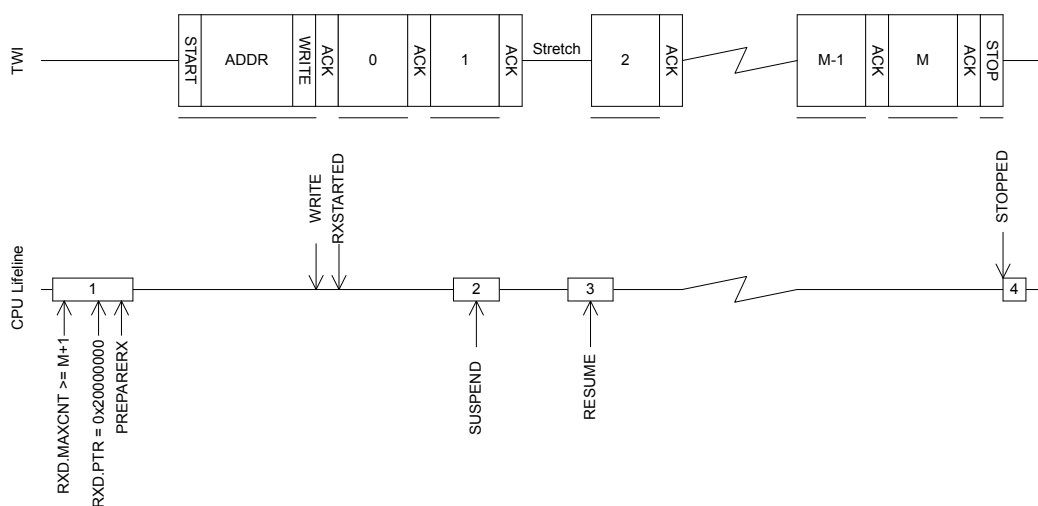 TWI
START
ADDR
WRITE
ACK
0
ACK
1
ACK
Stretch
2
ACK
M-1
ACK
M
ACK
STOP
CPU Lifeline
WRITE
RXSTARTED
STOPPED
1
2
3
4
RXD.MAXCNT >= M+1
RXD.PTR = 0x20000000
PREPARERX
SUSPEND
RESUME